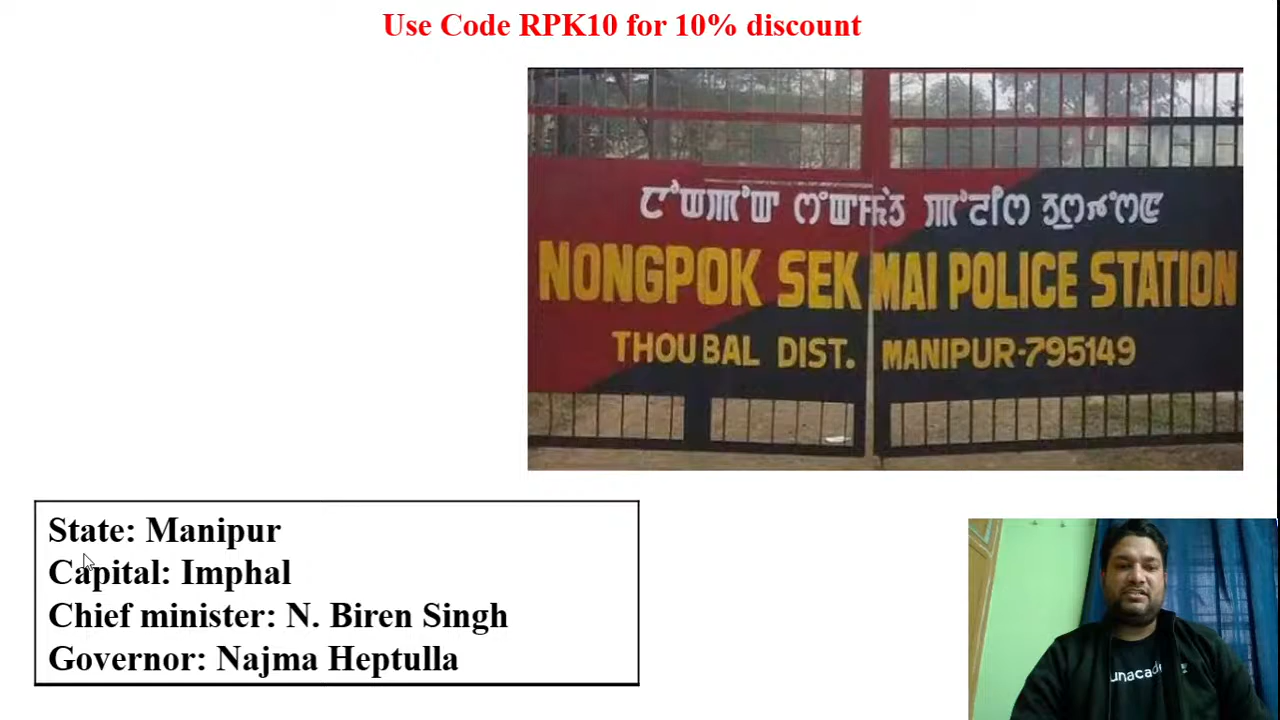 Use Code RPK10 for 10% discount
NONGPOK SEKMAI POLICE STATION
THOUBAL DIST. MANIPUR-795149
State: Manipur
Capital: Imphal
Chief minister: N. Biren Singh
Governor: Najma Heptulla